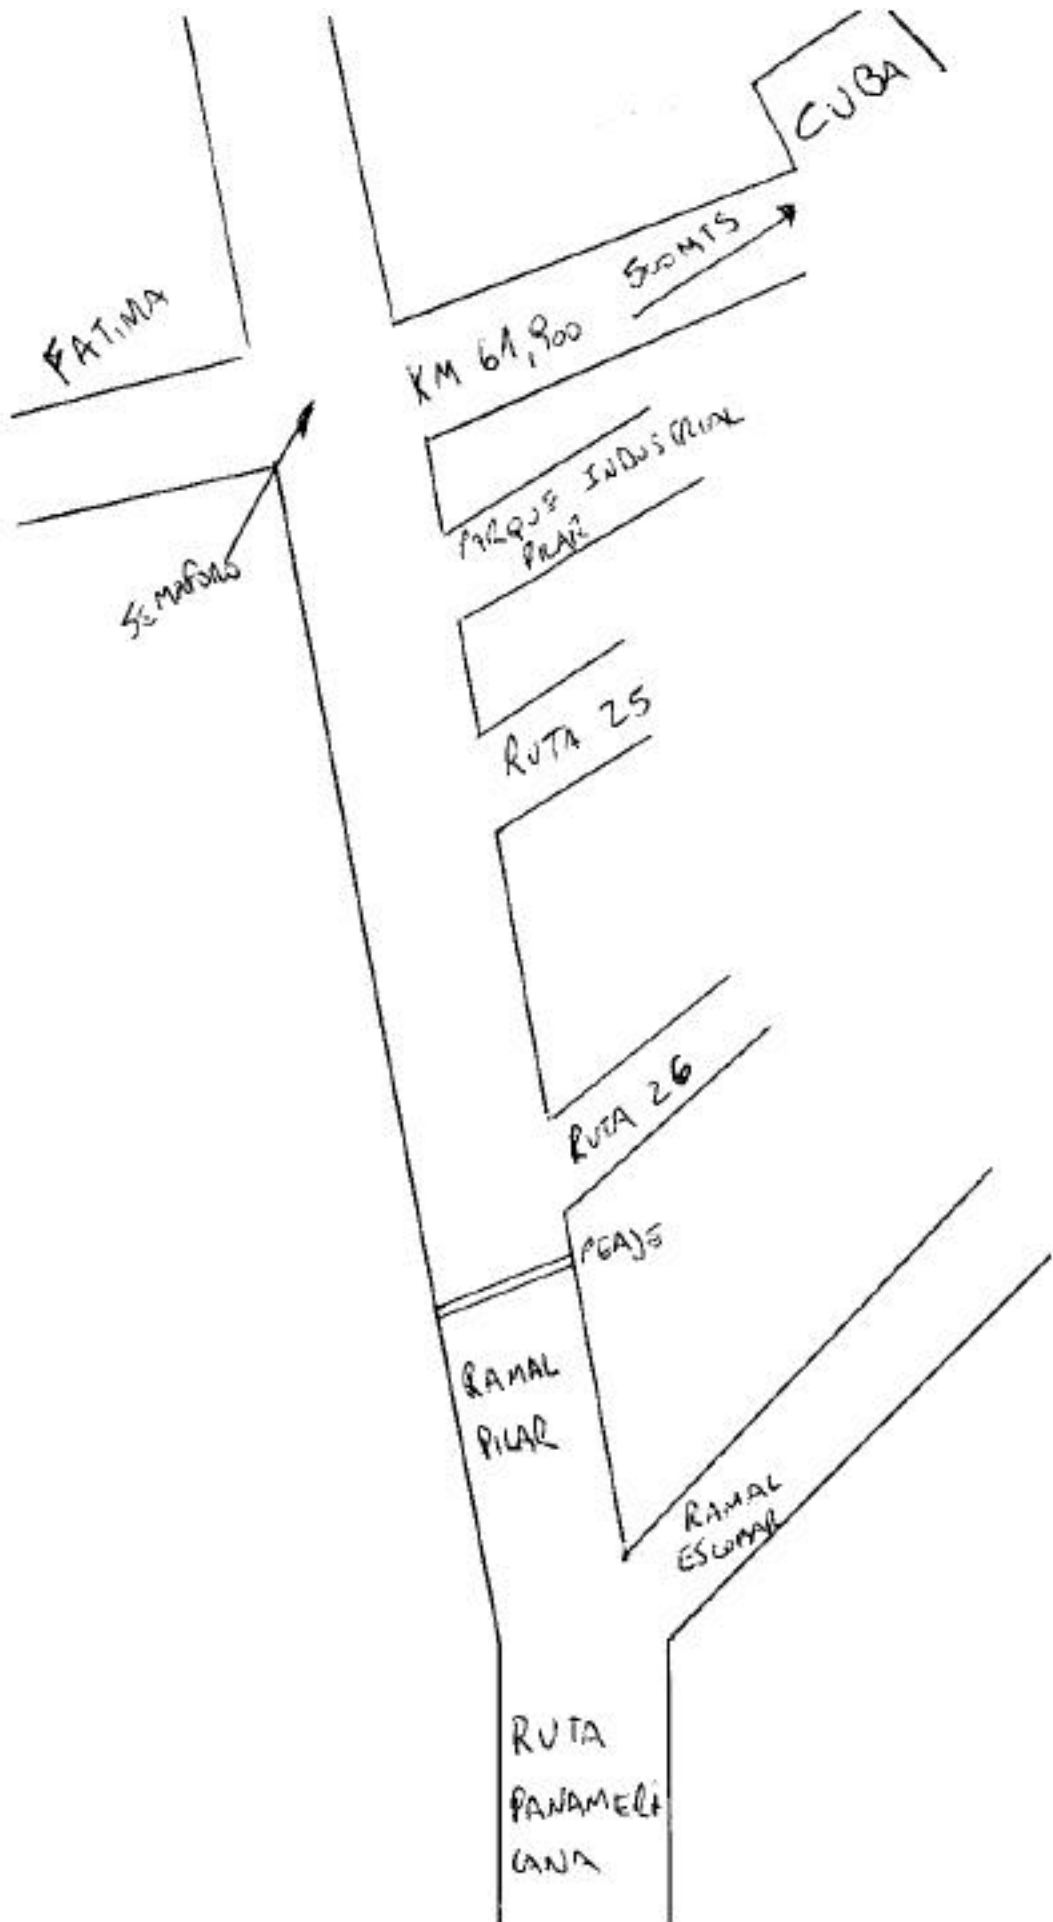 CUBA
500MTS
FATIMA
KM 61,900
PARQUE INDUSTRIAL
PILAR
SEMAFORO
RUTA 25
RUTA 26
PEAJE
RAMAL
PILAR
RAMAL
ESCOBAR
RUTA
PANAMERI
CANA